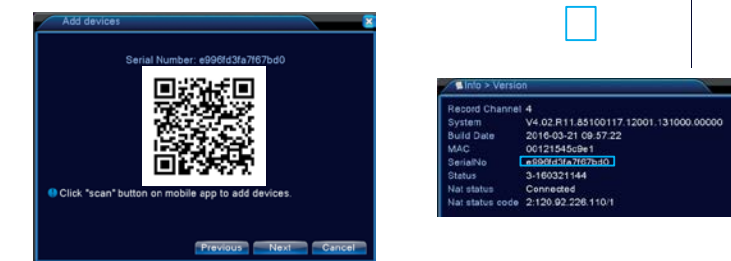 Add devices
Serial Number: e996fd3fa7f67bd0
Click "scan" button on mobile app to add devices.
Previous Next Cancel
Info > Version
Record Channel 4
System V4.02.R11.85100117.12001.131000.00000
Build Date 2016-03-21 09:57:22
MAC 00121545c9e1
SerialNo e996fd3fa7f67bd0
Status 3-160321144
Nat status Connected
Nat status code 2:120.92.226.110/1